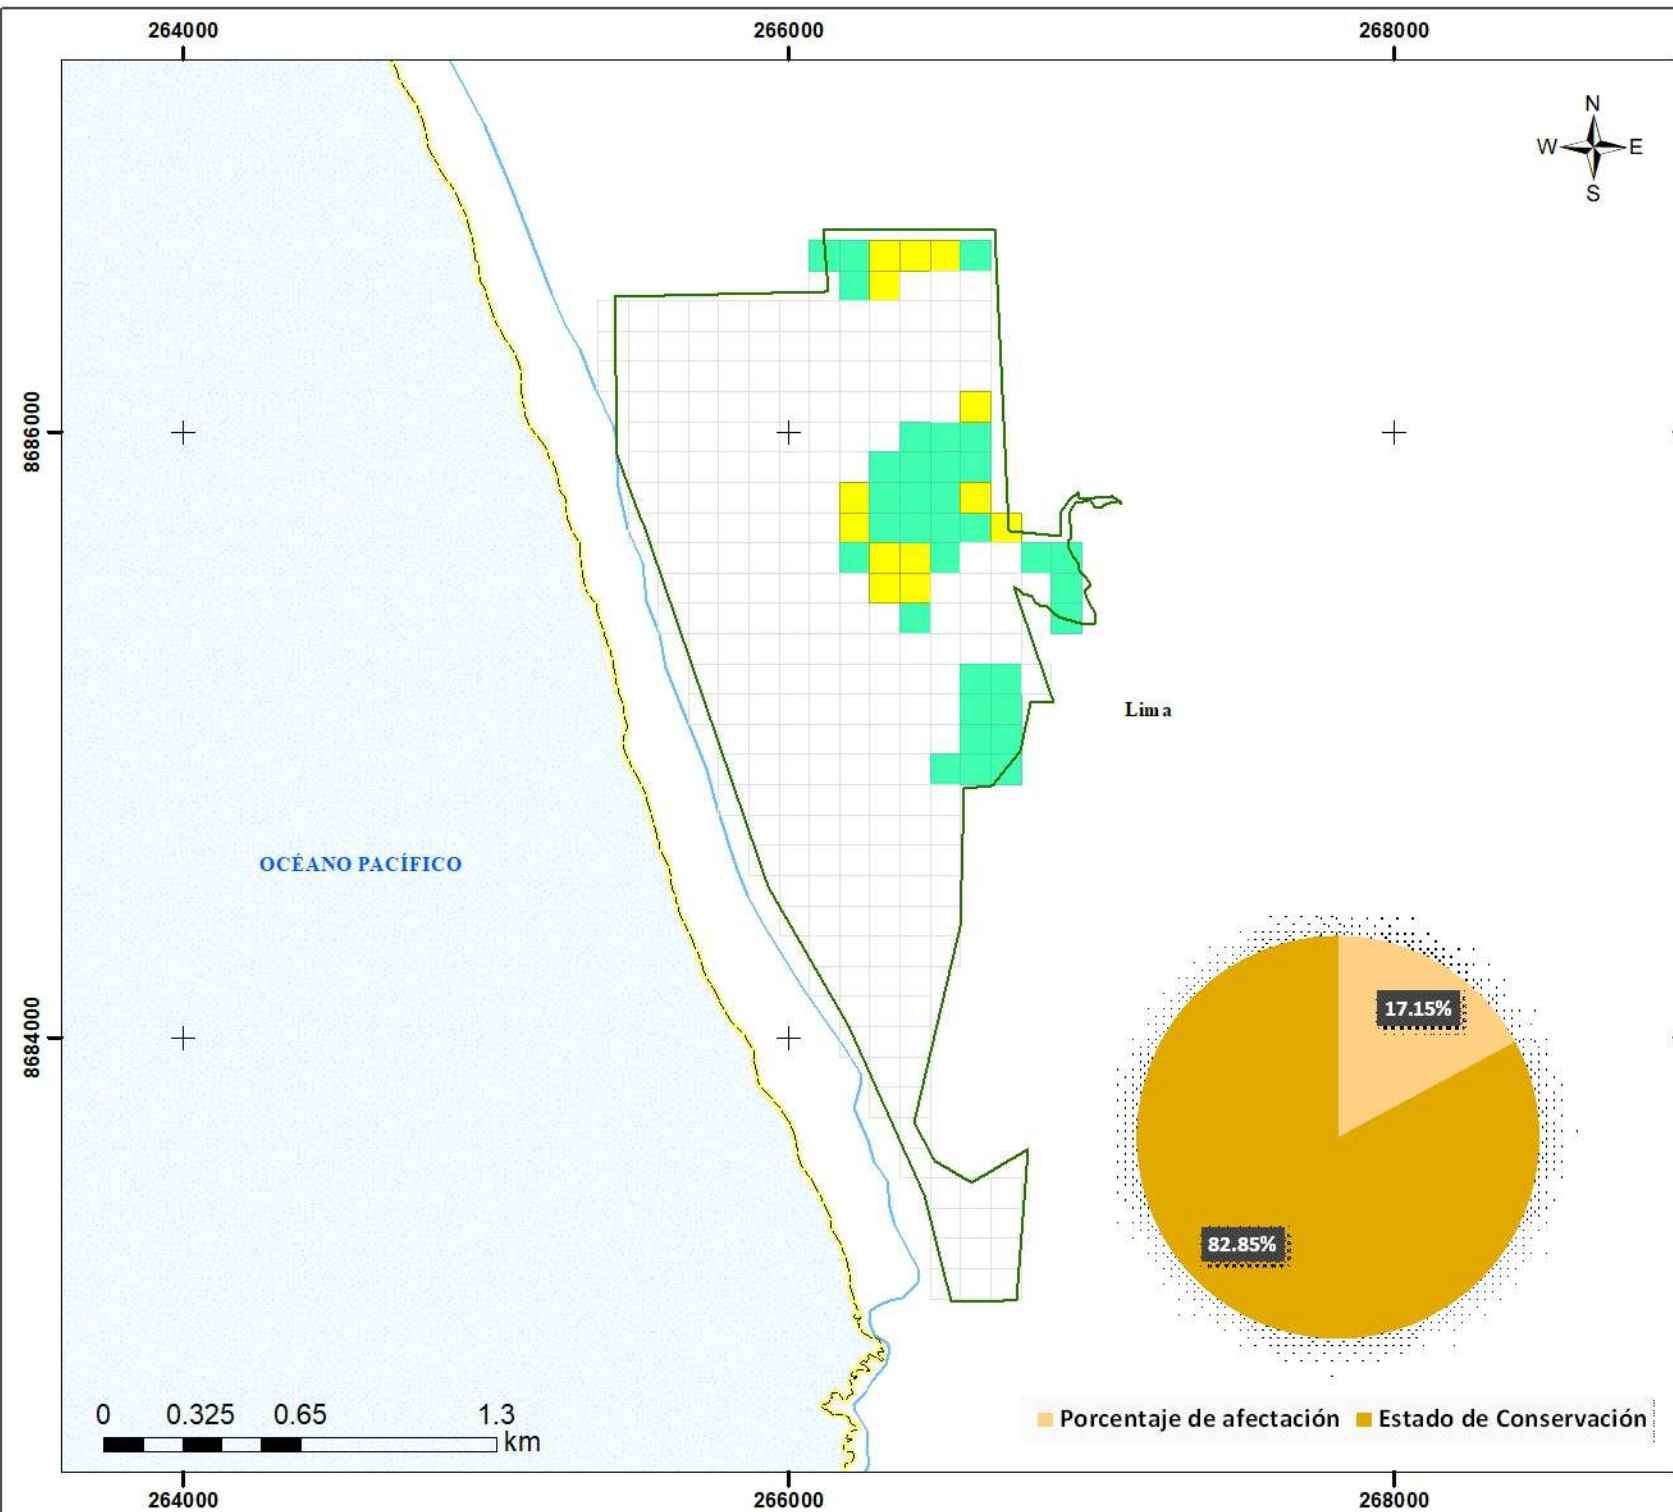 264000 266000 268000
N
W E
S
8686000
Lima
OCÉANO PACÍFICO
17.15%
8684000
82.85%
0 0.325 0.65 1.3
km
Porcentaje de afectación Estado de Conservación
264000 266000 268000